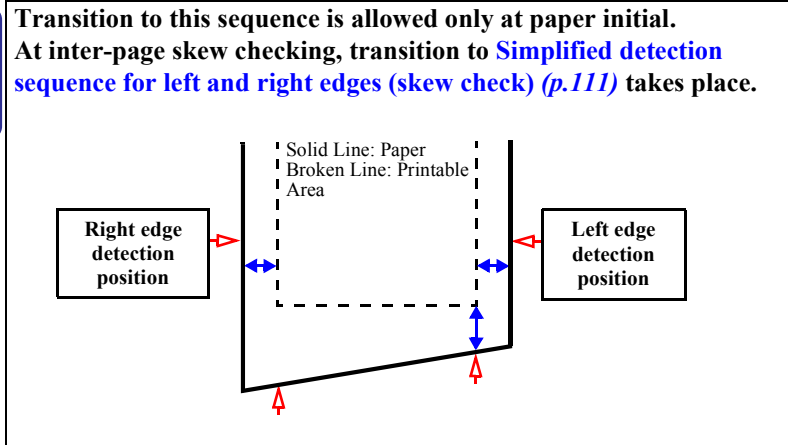 Transition to this sequence is allowed only at paper initial.
At inter-page skew checking, transition to Simplified detection
sequence for left and right edges (skew check) (p.111) takes place.
Solid Line: Paper
Broken Line: Printable
Area
Right edge
detection
position
Left edge
detection
position